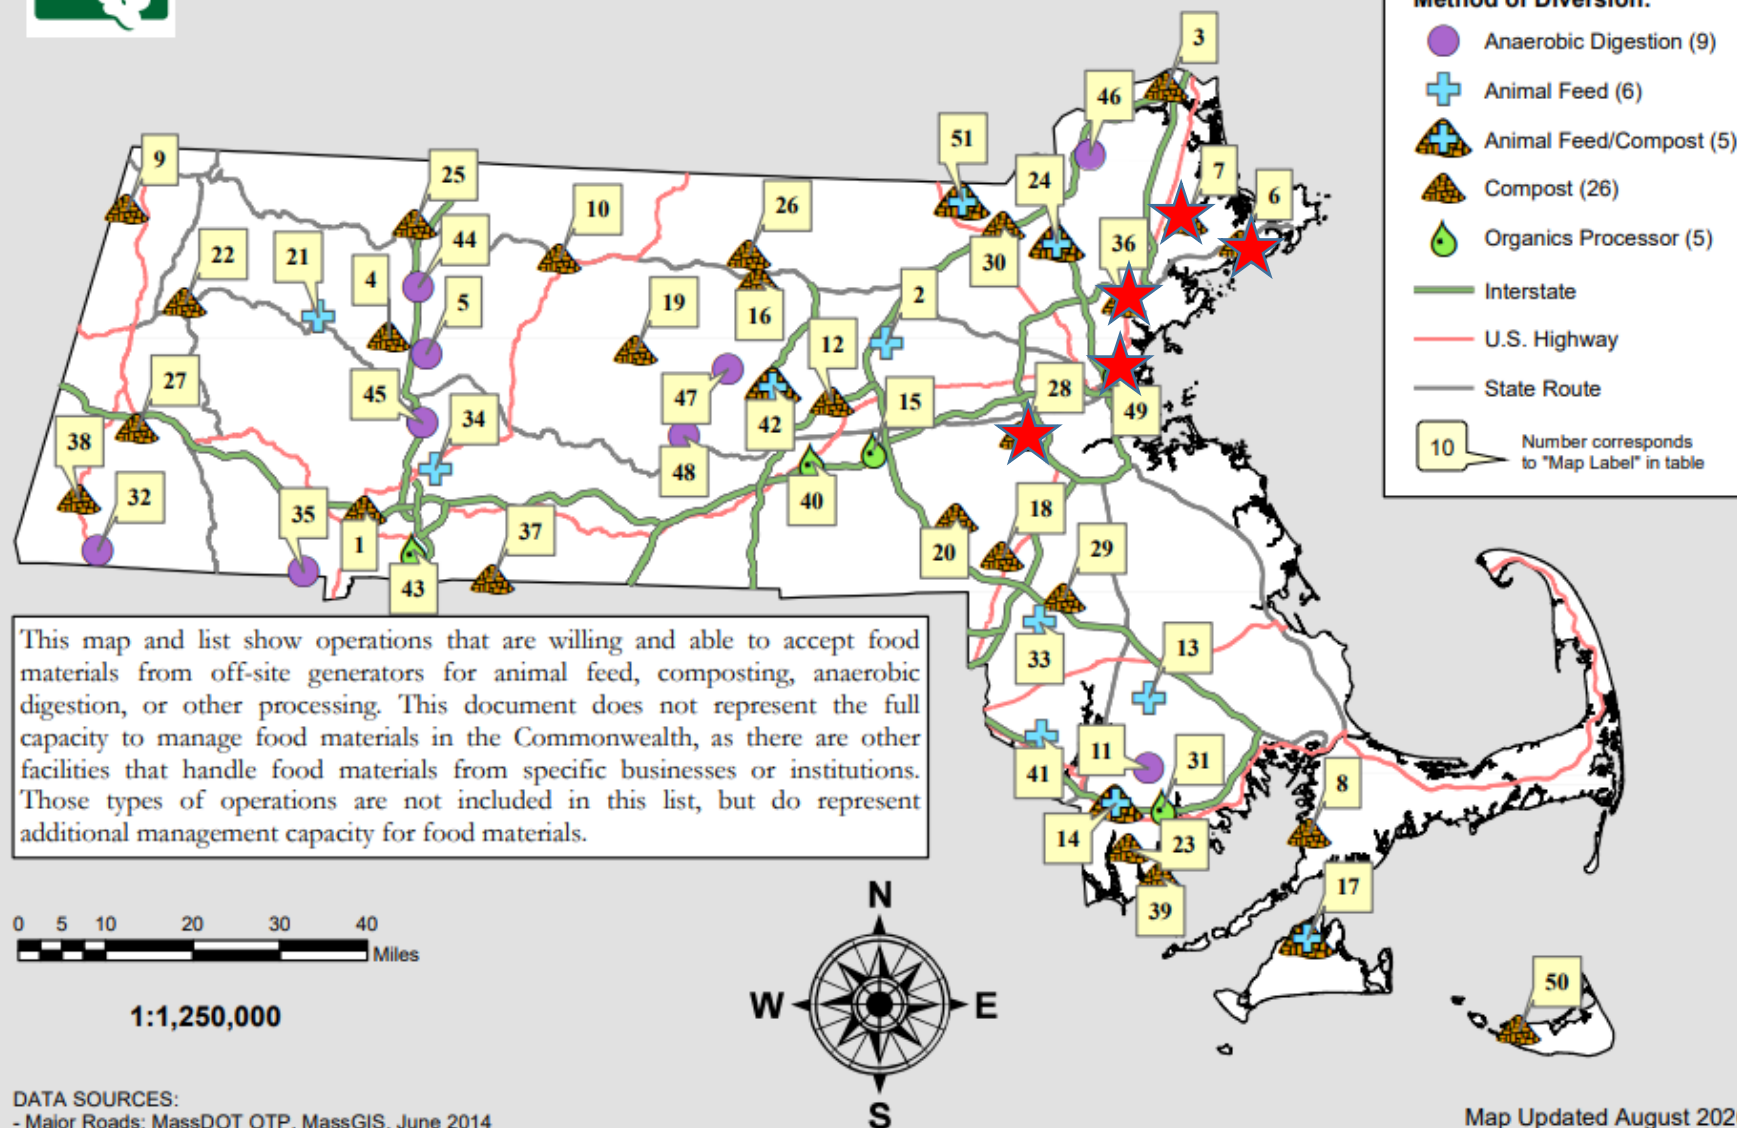 Method of Diversion:
Anaerobic Digestion (9)
Animal Feed (6)
Animal Feed/Compost (5)
Compost (26)
Organics Processor (5)
Interstate
U.S. Highway
State Route
10
Number corresponds
to "Map Label" in table
3
46
51
9
24
7
25
6
10
26
44
36
22
21
30
4
5
2
19
16
12
27
45
28
15
49
34
47
42
38
48
32
40
35
18
37
1
20
29
43
13
33
11
31
41
8
14
23
17
39
50
This map and list show operations that are willing and able to accept food
materials from off-site generators for animal feed, composting, anaerobic
digestion, or other processing. This document does not represent the full
capacity to manage food materials in the Commonwealth, as there are other
facilities that handle food materials from specific businesses or institutions.
Those types of operations are not included in this list, but do represent
additional management capacity for food materials.
0 5 10 20 30 40
Miles
1:1,250,000
N
W E
S
DATA SOURCES:
- Major Roads: MassDOT OTP, MassGIS, June 2014
Map Updated August